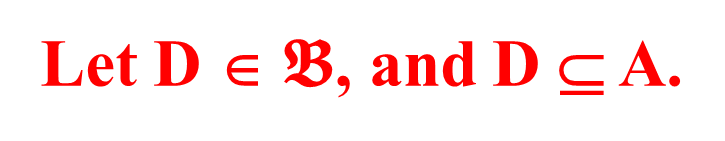 Let D ∈ 𝕭, and D ⊆ A.